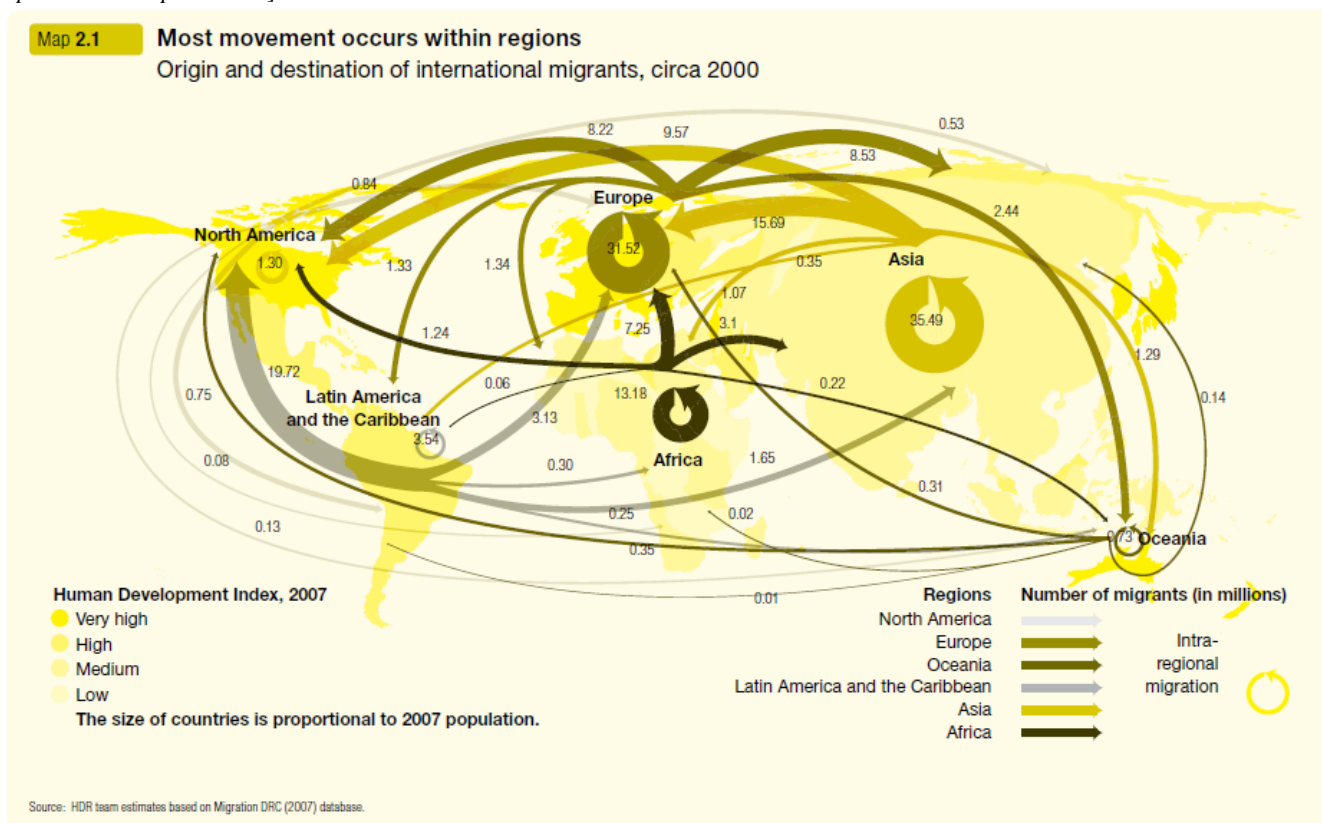 Map 2.1
Most movement occurs within regions
Origin and destination of international migrants, circa 2000
8.22
9.57
0.53
8.53
0.84
Europe
2.44
North America
15.69
31.52
1.30
1.33
1.34
0.35
Asia
1.07
35.49
7.25
3.1
1.24
1.29
19.72
0.06
0.22
0.75
Latin America
and the Caribbean
13.18
0.14
3.13
3.54
Africa
0.08
0.30
1.65
0.31
0.25
0.02
0.13
0.73
Oceania
0.35
0.01
Human Development Index, 2007
Very high
High
Medium
Low
The size of countries is proportional to 2007 population.
Regions
Number of migrants (in millions)
North America
Europe
Oceania
Latin America and the Caribbean
Asia
Africa
Intra-
regional
migration
Source: HDR team estimates based on Migration DRC (2007) database.